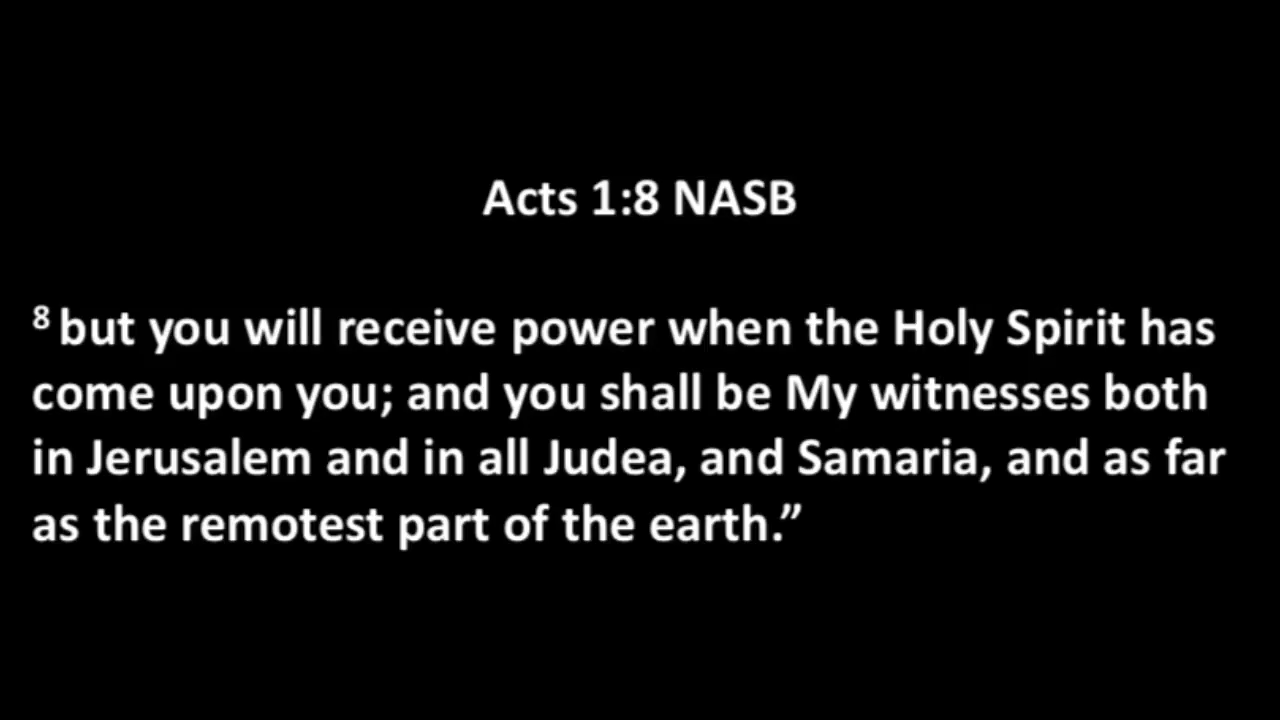 Acts 1:8 NASB
8 but you will receive power when the Holy Spirit has
come upon you; and you shall be My witnesses both
in Jerusalem and in all Judea, and Samaria, and as far
as the remotest part of the earth.”